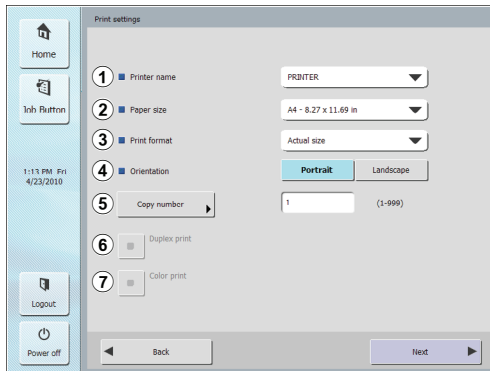 Print settings
Home
Job Button
1:13 PM Fri
4/23/2010
Logout
Power off
1 Printer name PRINTER
2 Paper size A4 - 8.27 x 11.69 in
3 Print format Actual size
4 Orientation Portrait Landscape
5 Copy number 1 (1-999)
6 Duplex print
7 Color print
Back Next